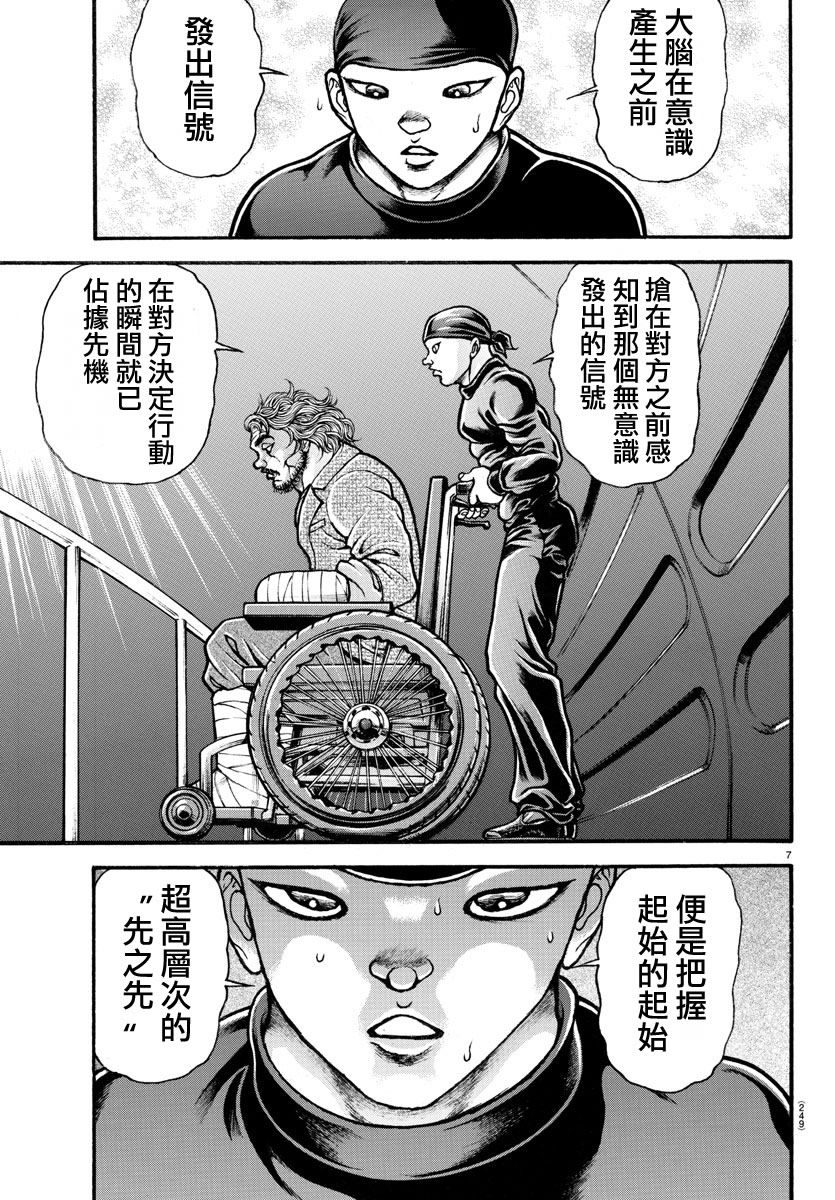 大腦在意識
產生之前
發出信號
搶在對方之前感
知到那個無意識
發出的信號
在對方決定行動
的瞬間就已
佔據先機
7
便是把握
起始的起始
超高層次的
"先之先"
(249)